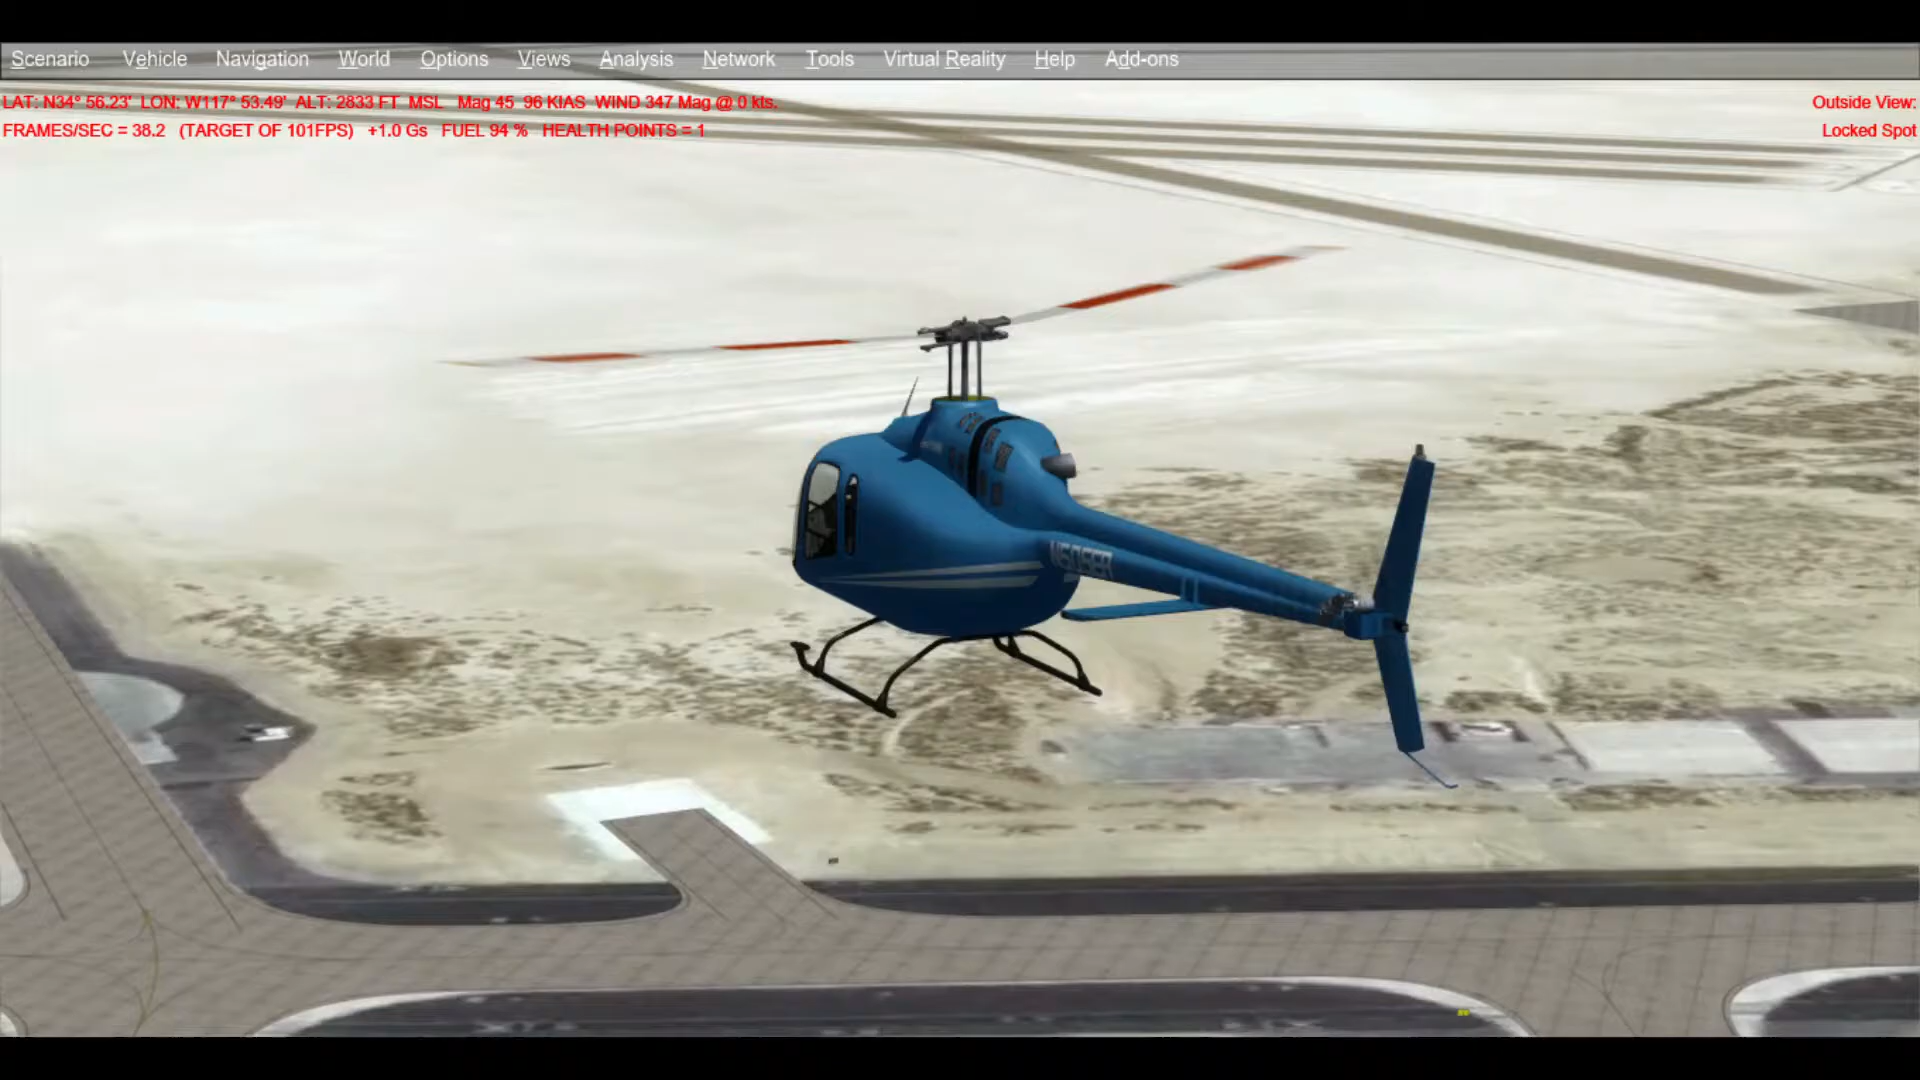 Scenario Vehicle Navigation World Options Views Analysis Network Tools Virtual Reality Help Add-ons
LAT: N34° 56.23' LON: W117° 53.49' ALT: 2833 FT MSL Mag 45 96 KIAS WIND 347 Mag @ 0 kts.
Outside View:
FRAMES/SEC = 38.2 (TARGET OF 101FPS) +1.0 Gs FUEL 94 % HEALTH POINTS = 1
Locked Spot